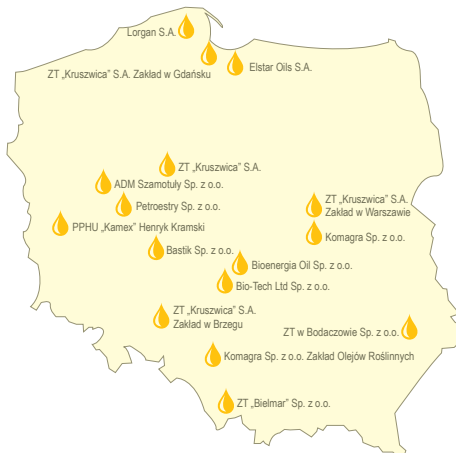 Lorgan S.A.
ZT „Kruszwica” S.A. Zakład w Gdańsku
Elstar Oils S.A.
ZT „Kruszwica” S.A.
ADM Szamotuły Sp. z o.o.
Petroestry Sp. z o.o.
ZT „Kruszwica” S.A.
Zakład w Warszawie
PPHU „Kamex” Henryk Kramski
Komagra Sp. z o.o.
Bastik Sp. z o.o.
Bioenergia Oil Sp. z o.o.
Bio-Tech Ltd Sp. z o.o.
ZT „Kruszwica” S.A.
Zakład w Brzegu
ZT w Bodaczowie Sp. z o.o.
Komagra Sp. z o.o. Zakład Olejów Roślinnych
ZT „Bielmar” Sp. z o.o.